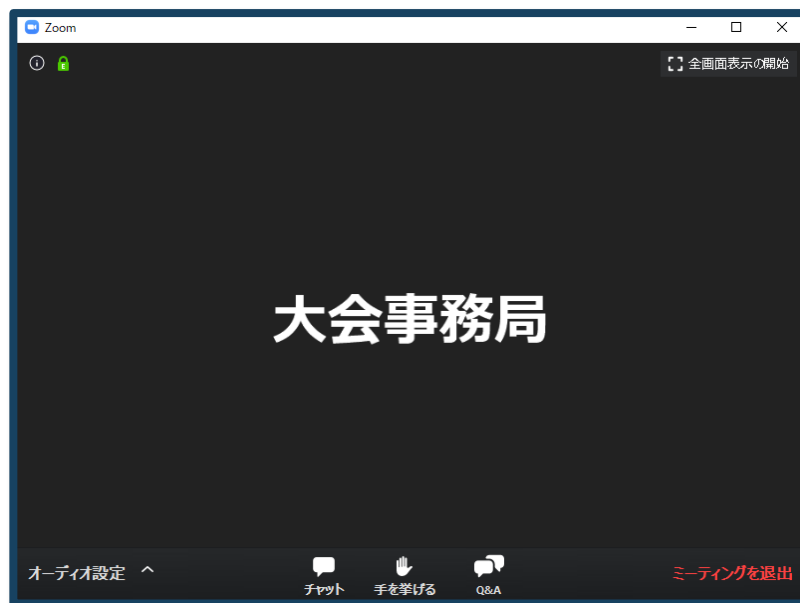 Zoom
全画面表示の開始
大会事務局
オーディオ設定
チャット
手を挙げる
Q&A
ミーティングを退出